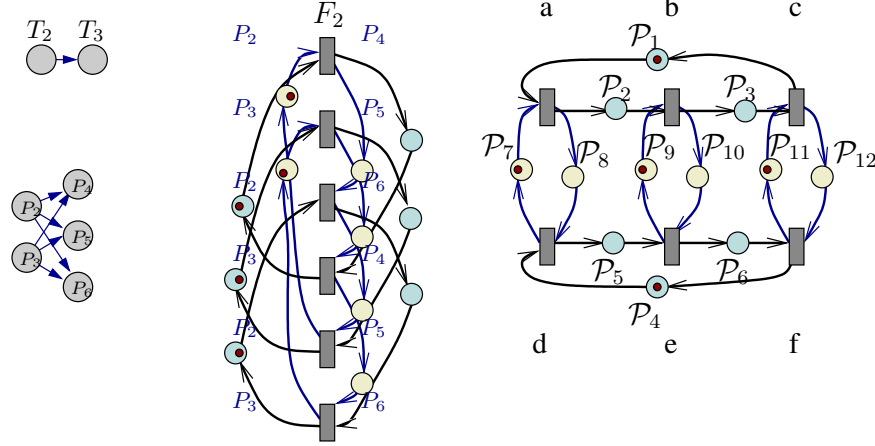 T₂ T₃
P₂
P₃
P₄
P₅
P₆
F₂
P₂ P₄
P₃ P₅
P₂ P₆
P₃ P₄
P₂ P₅
P₃ P₆
a b c
𝒫₁
𝒫₂ 𝒫₃
𝒫₇ 𝒫₈ 𝒫₉ 𝒫₁₀ 𝒫₁₁ 𝒫₁₂
𝒫₅ 𝒫₆
𝒫₄
d e f